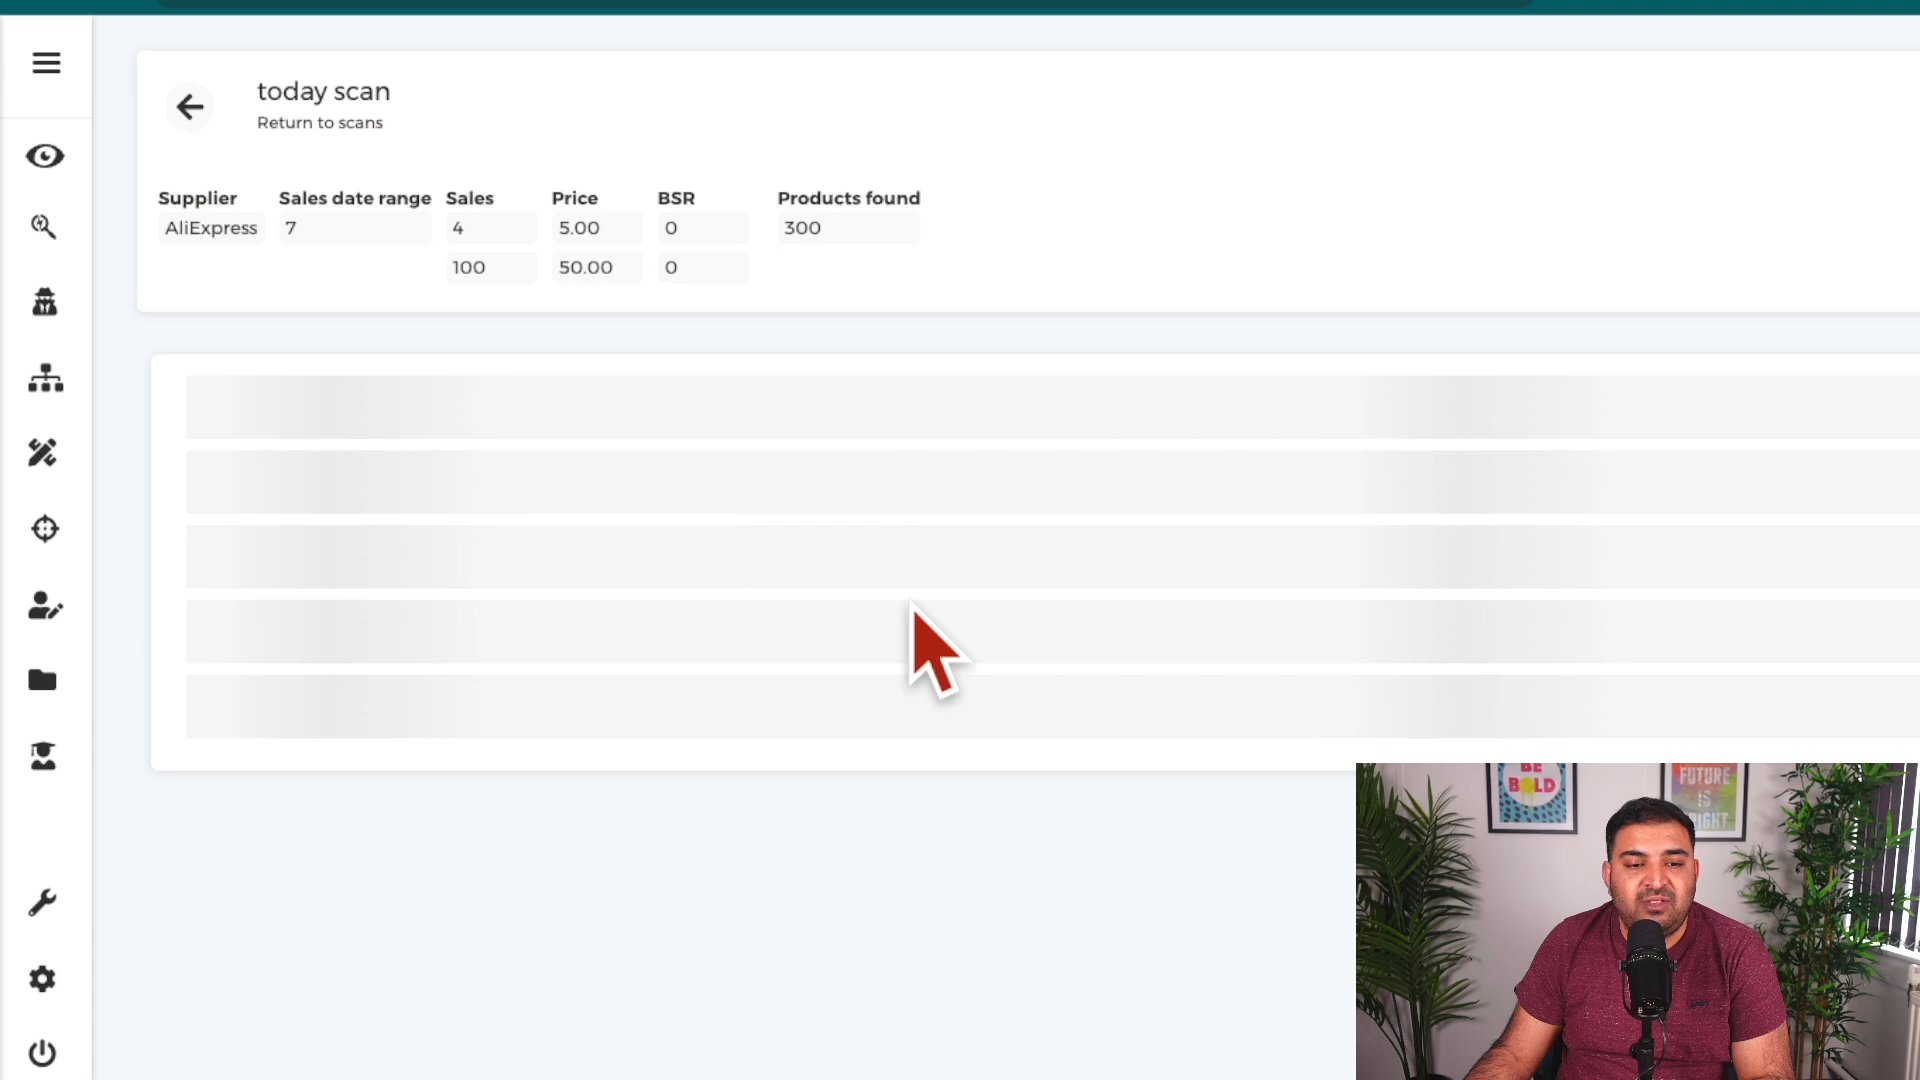 today scan
Return to scans
Supplier Sales date range Sales Price BSR Products found
AliExpress 7 4 5.00 0 300
100 50.00 0
BE
BOLD
FUTURE
IS